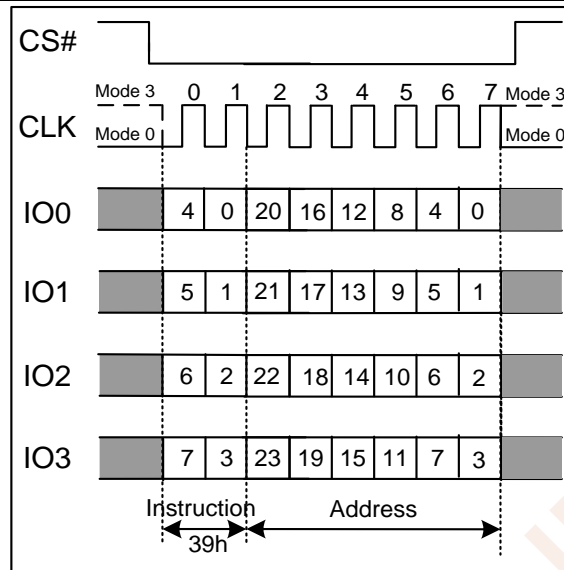 CS#
Mode 3 0 1 2 3 4 5 6 7 Mode 3
CLK
Mode 0 Mode 0
IO0 4 0 20 16 12 8 4 0
IO1 5 1 21 17 13 9 5 1
IO2 6 2 22 18 14 10 6 2
IO3 7 3 23 19 15 11 7 3
Instruction Address
39h